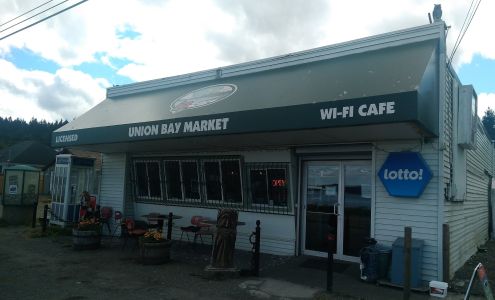 LICENSED
UNION BAY MARKET
WI-FI CAFE
OPEN
Lotto!